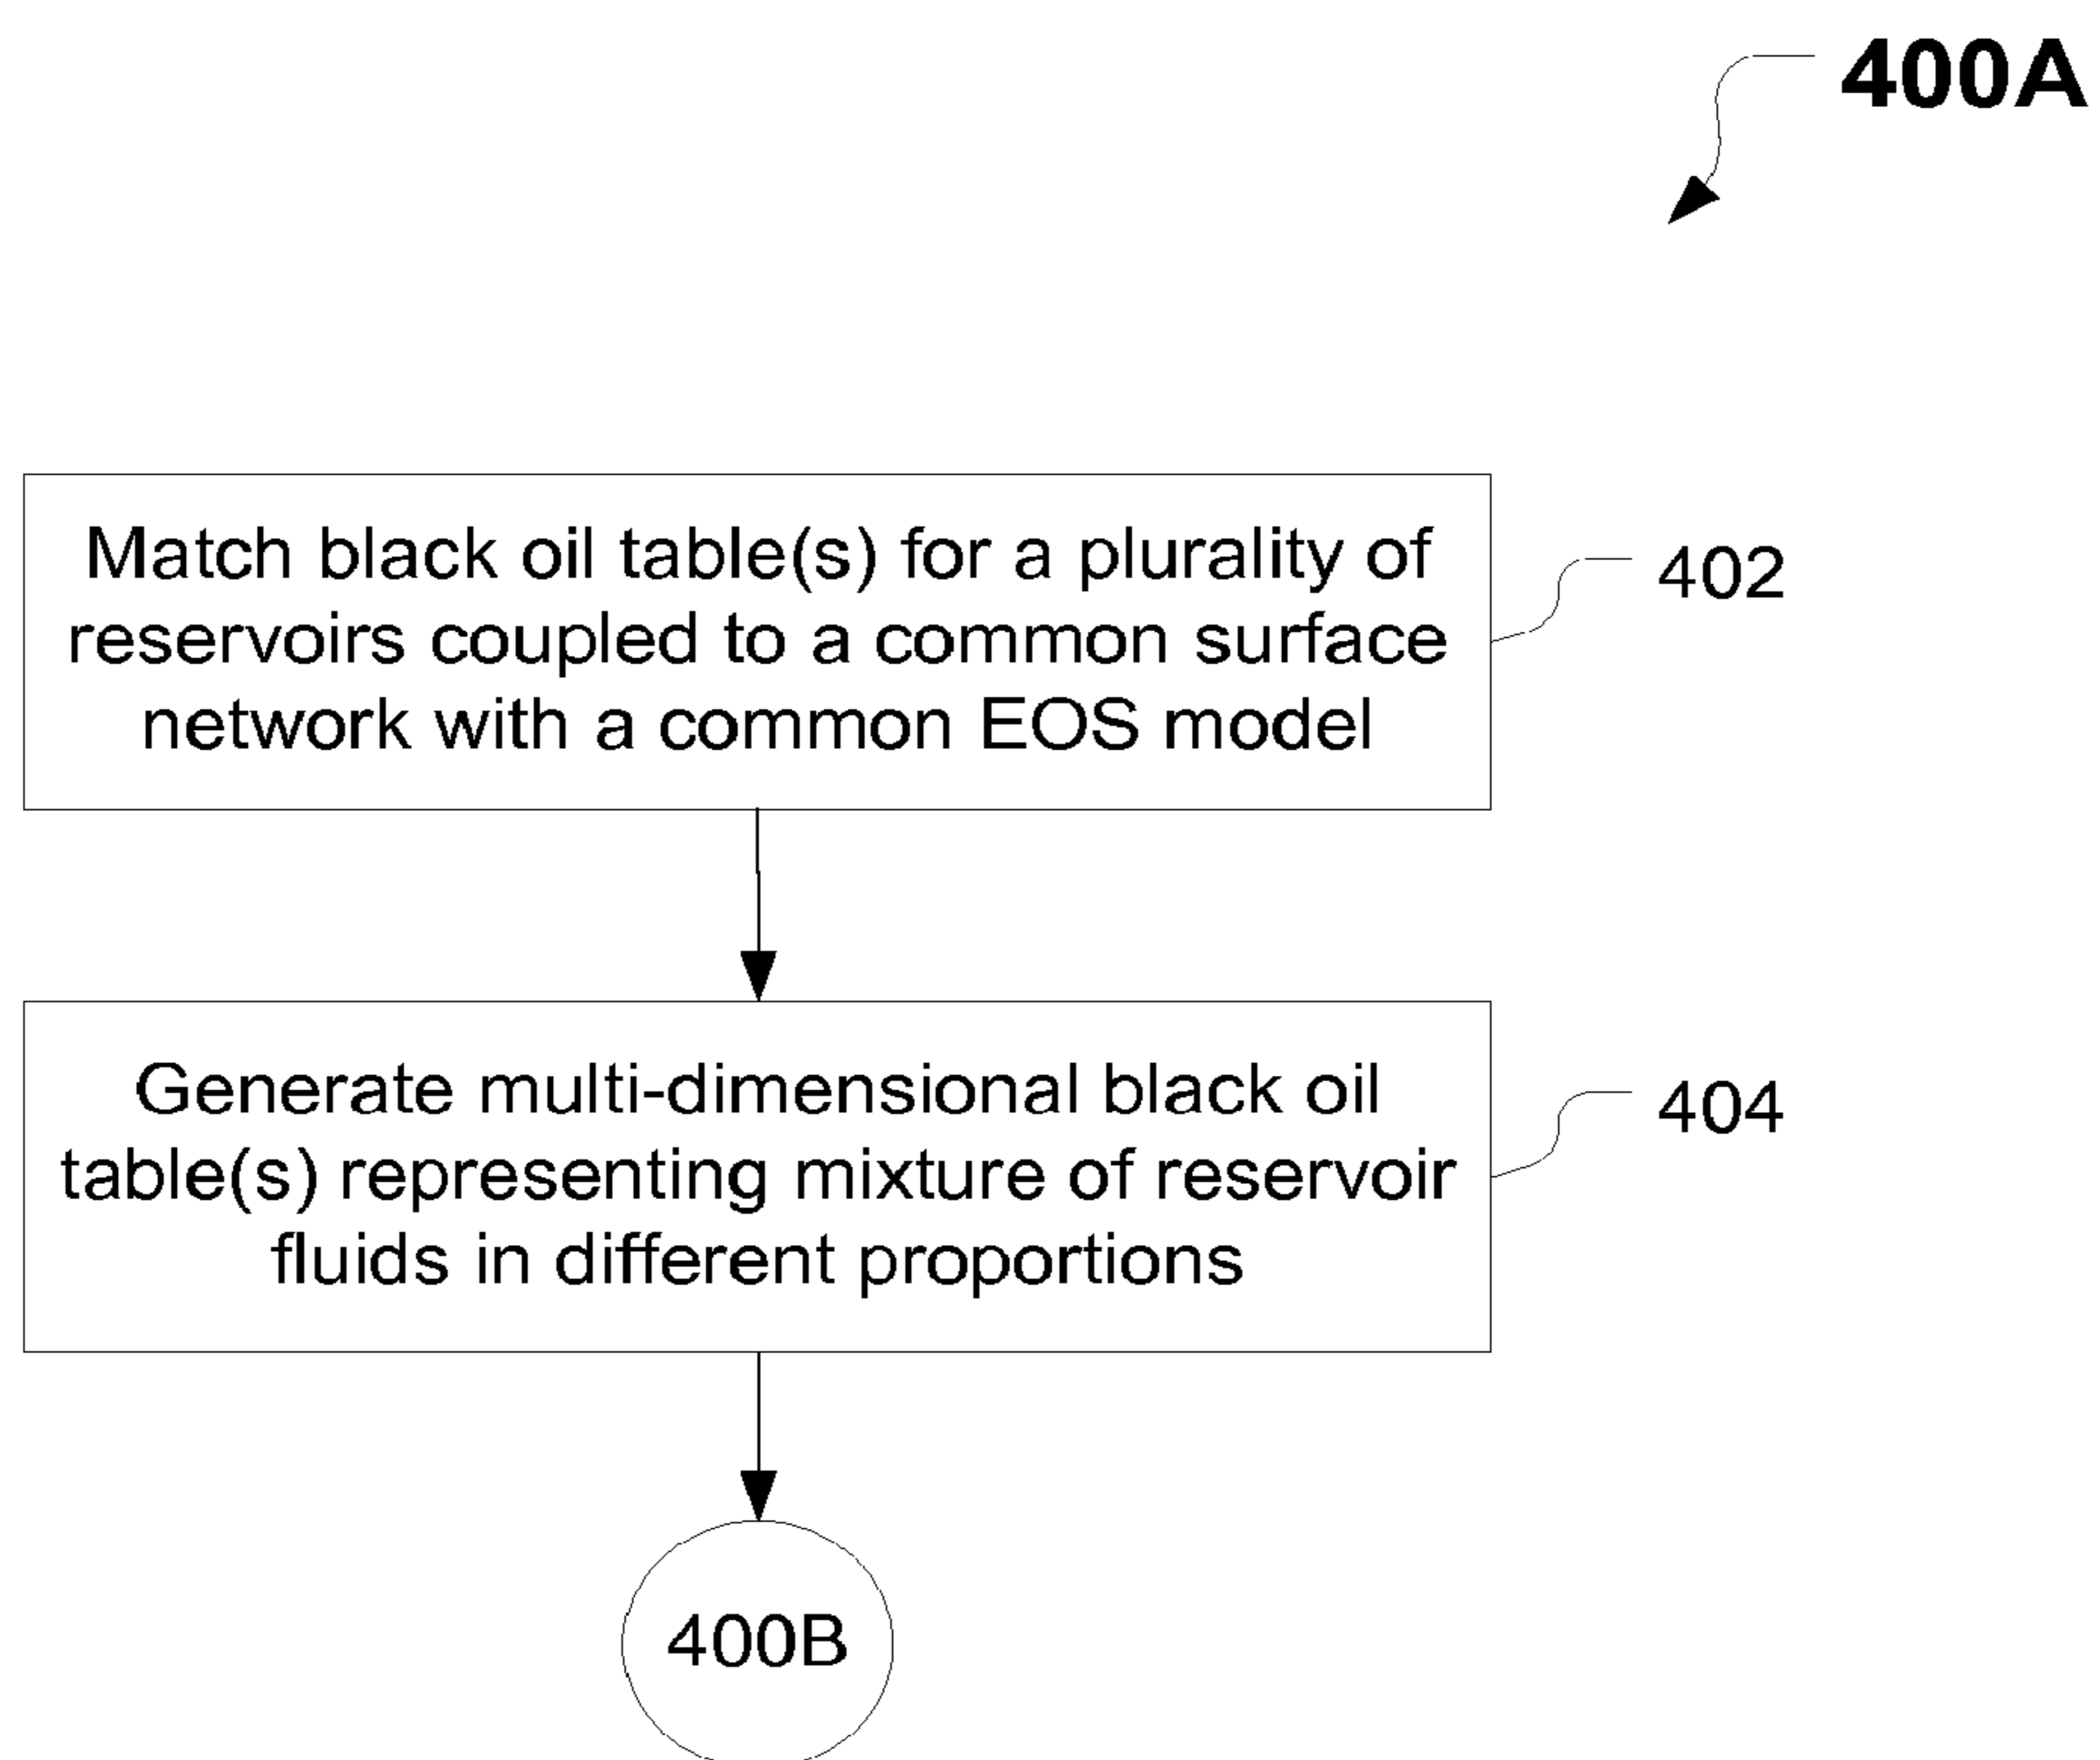 400A
Match black oil table(s) for a plurality of
reservoirs coupled to a common surface
network with a common EOS model
402
Generate multi-dimensional black oil
table(s) representing mixture of reservoir
fluids in different proportions
404
400B